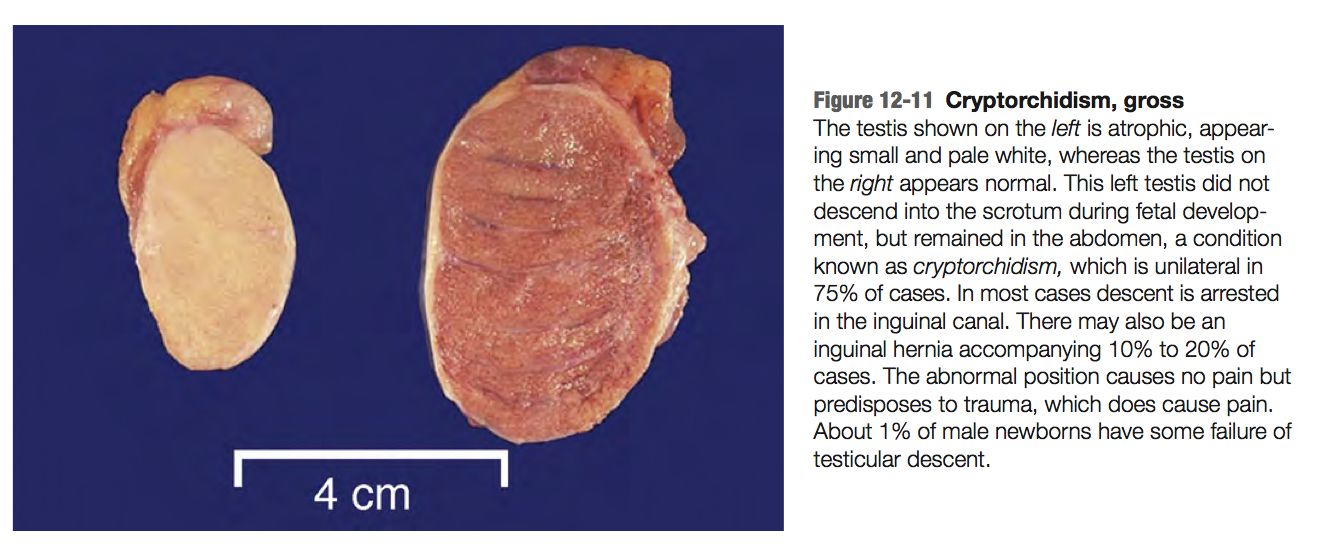 4 cm
Figure 12-11 Cryptorchidism, gross
The testis shown on the left is atrophic, appear-
ing small and pale white, whereas the testis on
the right appears normal. This left testis did not
descend into the scrotum during fetal develop-
ment, but remained in the abdomen, a condition
known as cryptorchidism, which is unilateral in
75% of cases. In most cases descent is arrested
in the inguinal canal. There may also be an
inguinal hernia accompanying 10% to 20% of
cases. The abnormal position causes no pain but
predisposes to trauma, which does cause pain.
About 1% of male newborns have some failure of
testicular descent.